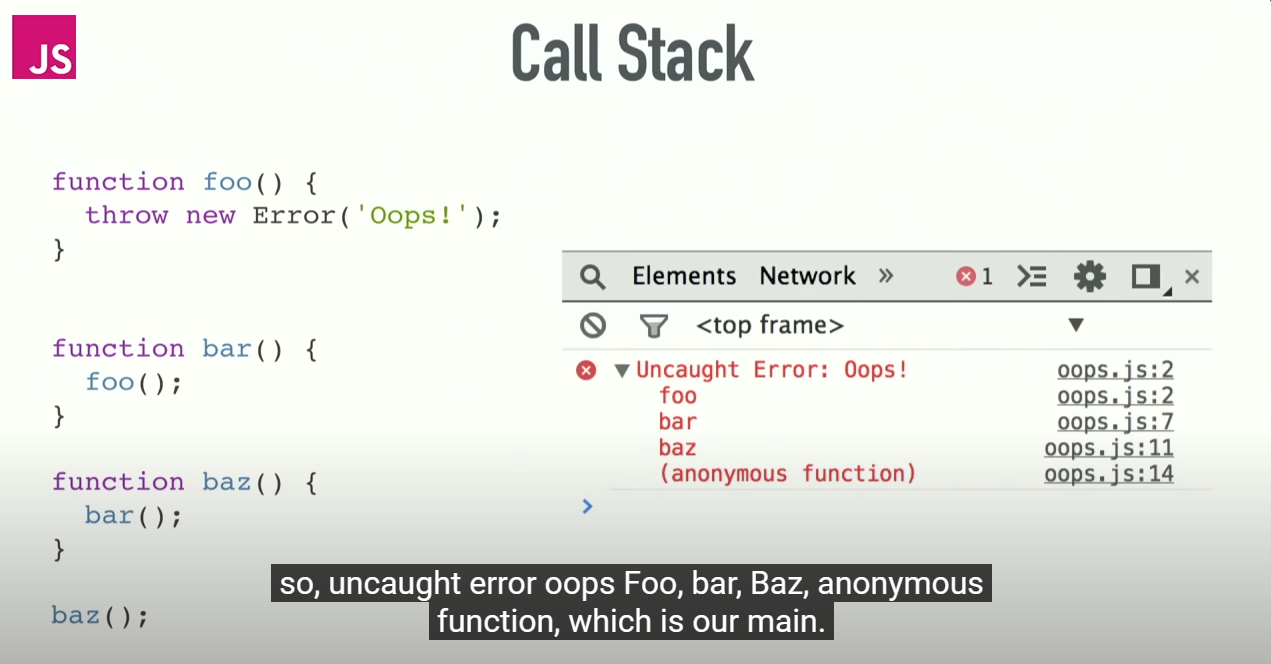 JS
Call Stack
function foo() {
  throw new Error('Oops!');
}
function bar() {
  foo();
}
function baz() {
  bar();
}
baz();
Elements Network » 1 ×
<top frame> ▼
▼Uncaught Error: Oops! oops.js:2
foo oops.js:2
bar oops.js:7
baz oops.js:11
(anonymous function) oops.js:14
>
so, uncaught error oops Foo, bar, Baz, anonymous
function, which is our main.